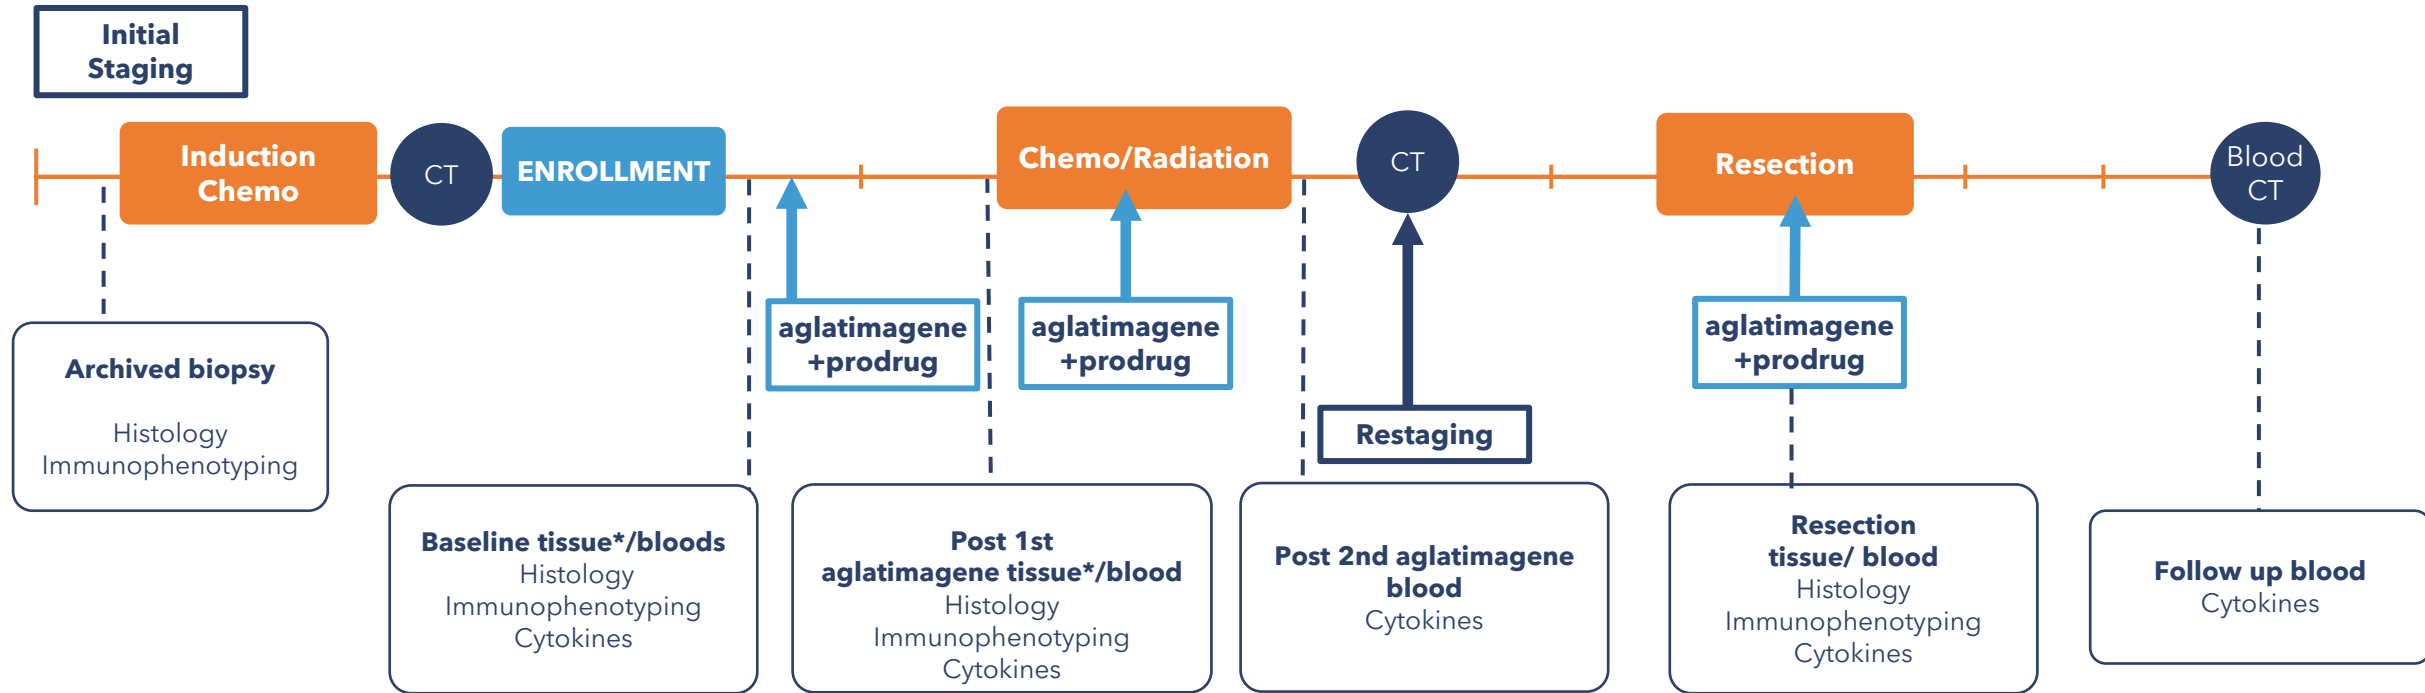 Initial
Staging
Induction
Chemo
CT
ENROLLMENT
Chemo/Radiation
CT
Resection
Blood
CT
aglatimagene
+prodrug
aglatimagene
+prodrug
aglatimagene
+prodrug
Restaging
Archived biopsy
Histology
Immunophenotyping
Baseline tissue*/bloods
Histology
Immunophenotyping
Cytokines
Post 1st
aglatimagene tissue*/blood
Histology
Immunophenotyping
Cytokines
Post 2nd aglatimagene
blood
Cytokines
Resection
tissue/ blood
Histology
Immunophenotyping
Cytokines
Follow up blood
Cytokines